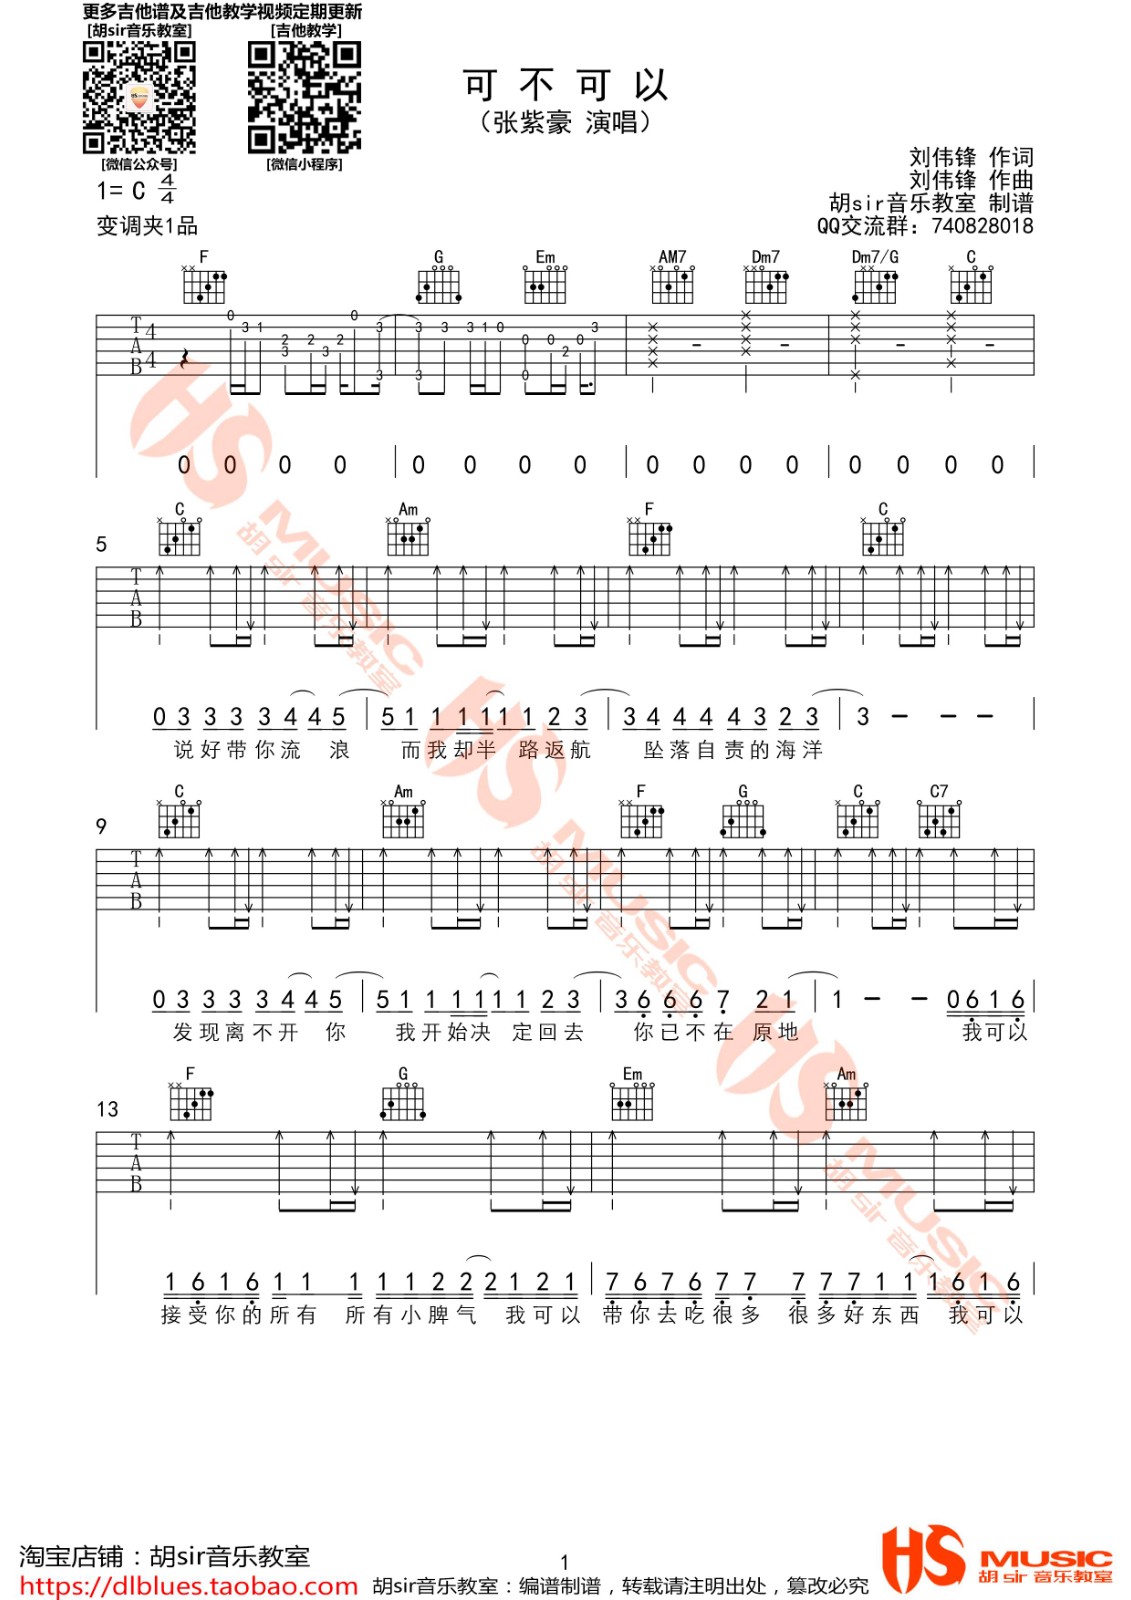 更多吉他谱及吉他教学视频定期更新
[胡sir音乐教室] [吉他教学]
[微信公众号] [微信小程序]
可不可以
（张紫豪 演唱）
刘伟锋 作词
刘伟锋 作曲
胡sir音乐教室 制谱
QQ交流群：740828018
1= C 4/4
变调夹1品
F G Em AM7 Dm7 Dm7/G C
0 0 0 0 0 0 0 0 0 0 0 0 0 0 0 0
C Am F C
5
0 3 3 3 3 4 4 5 5 1 1 1 1 1 1 1 2 3 3 4 4 4 4 3 2 3 3 - - -
说好带你流 浪 而我却半 路返航 坠落自责的海洋
C Am F G C C7
9
0 3 3 3 3 4 4 5 5 1 1 1 1 1 1 1 2 3 3 6 6 6 7 2 1 1 - - 0 6 1 6
发现离不开 你 我开始决 定回去 你已不在 原地 我可以
F G Em Am
13
1 6 1 6 1 1 1 1 1 2 2 2 1 2 1 7 6 7 6 7 7 7 7 7 1 1 1 6 1 6
接受你的所有 所有小脾气 我可以 带你去吃很多 很多好东西 我可以
淘宝店铺：胡sir音乐教室
https://dlblues.taobao.com
1
胡sir音乐教室：编谱制谱，转载请注明出处，篡改必究
HS MUSIC
胡 sir 音乐教室